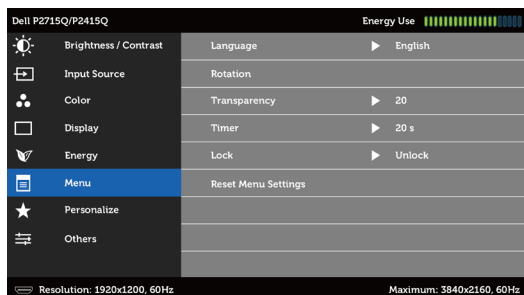 Dell P2715Q/P2415Q Energy Use
Brightness / Contrast Language English
Input Source Rotation
Color Transparency 20
Display Timer 20 s
Energy Lock Unlock
Menu Reset Menu Settings
Personalize
Others
Resolution: 1920x1200, 60Hz Maximum: 3840x2160, 60Hz